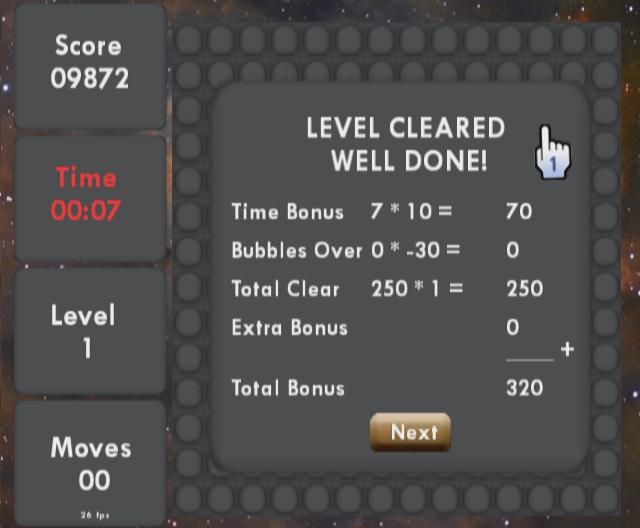 Score
09872
Time
00:07
Level
1
Moves
00
26 fps
LEVEL CLEARED
WELL DONE!
1
Time Bonus 7 * 10 = 70
Bubbles Over 0 * -30 = 0
Total Clear 250 * 1 = 250
Extra Bonus 0
+
Total Bonus 320
Next